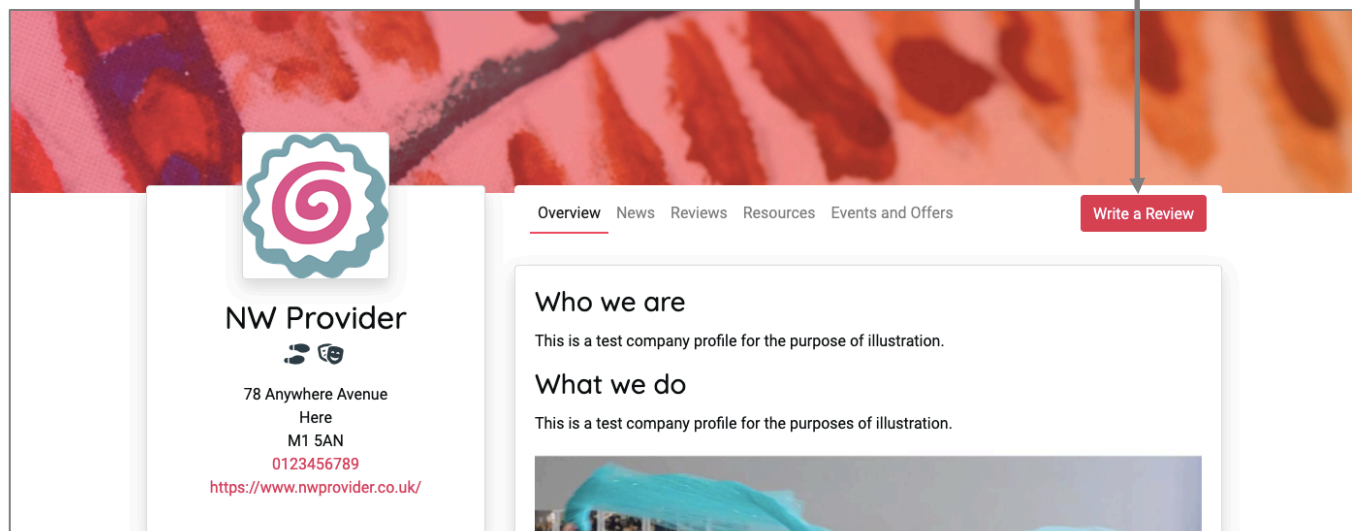 Overview News Reviews Resources Events and Offers Write a Review
NW Provider
78 Anywhere Avenue
Here
M1 5AN
0123456789
https://www.nwprovider.co.uk/
Who we are
This is a test company profile for the purpose of illustration.
What we do
This is a test company profile for the purposes of illustration.